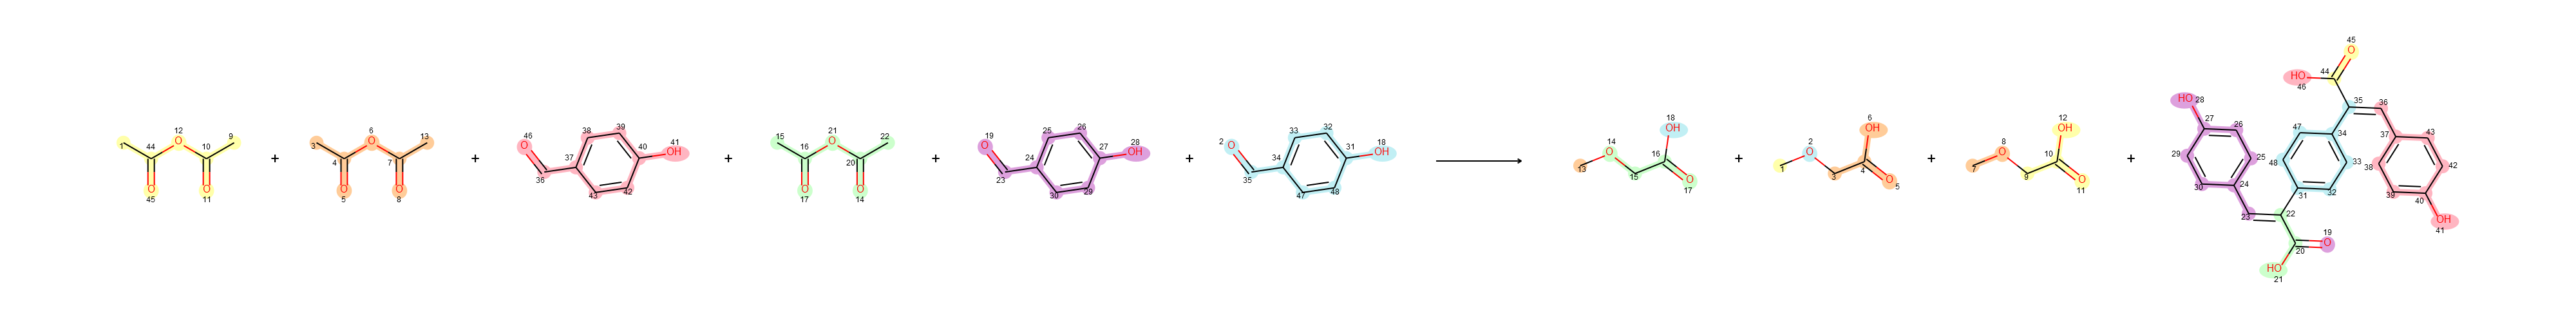 12 9
O
1 44 10
O O
45 11
+
6 13
O
3 4 7
O O
5 8
+
46 38 39
O 41
37 40 OH
36 43 42
+
15 21 22
O
16 20
O O
17 14
+
19 25 26 28
O OH
24 27
23 30 29
+
2 33 32 18
O OH
34 31
35 47 48
+
18
14 OH
O 16
13 15 O
17
+
6
2 OH
O
1 3 4 O
5
+
12
8 OH
O 10
7 9 O
11
+
45
O
44
HO
46
35 36
HO 28
27 26 47 34 37 43
29 25 48 33 38 42
30 24 31 32 39 40
23 22 OH
41
19
20 O
HO
21